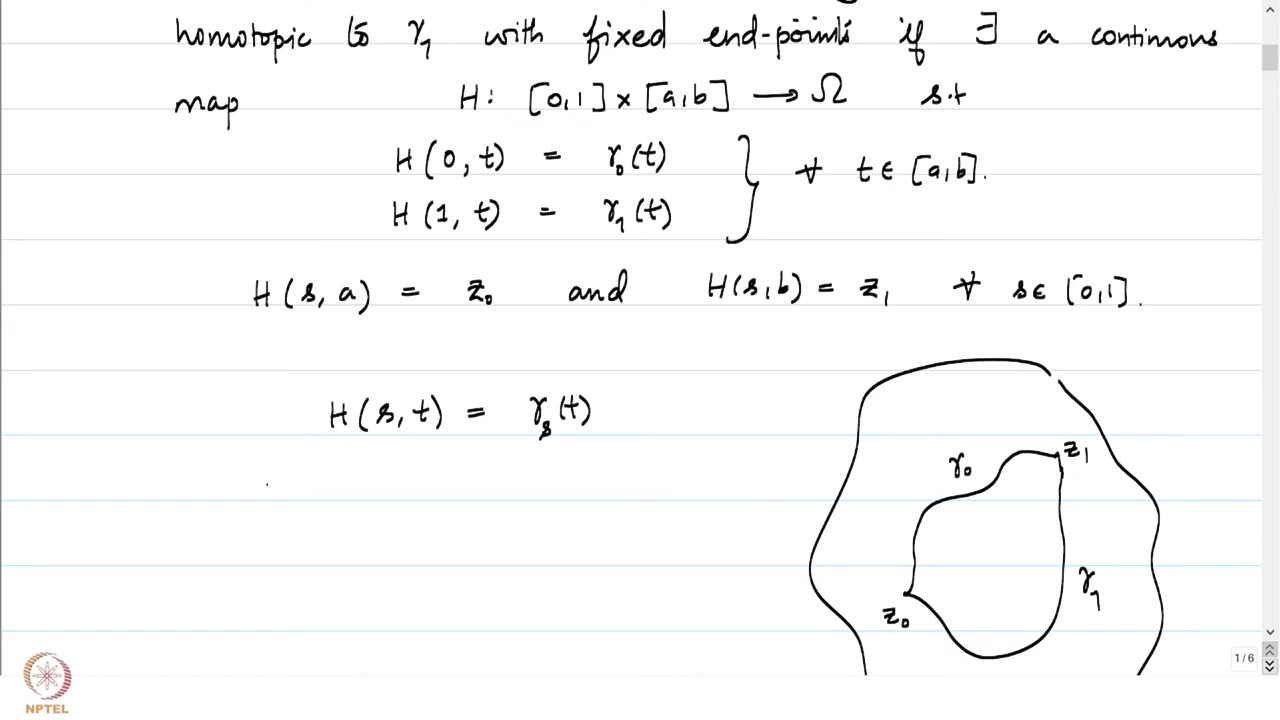 homotopic to γ₁ with fixed end-points if ∃ a continuous
map H: [0,1] × [a,b] ⟶ Ω s.t
H(0,t) = γ₀(t)
H(1,t) = γ₁(t) } ∀ t ∈ [a,b].
H(s,a) = z₀ and H(s,b) = z₁ ∀ s ∈ [0,1].
H(s,t) = γₛ(t)
z₁
γ₀
γ₁
z₀
1/6
NPTEL